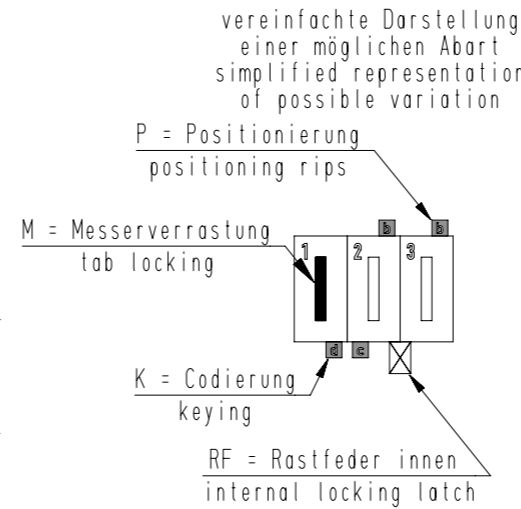 vereinfachte Darstellung
einer möglichen Abart
simplified representation
of possible variation
P = Positionierung
positioning rips
b b
M = Messerverrastung
tab locking
1 2 3
d c
K = Codierung
keying
RF = Rastfeder innen
internal locking latch